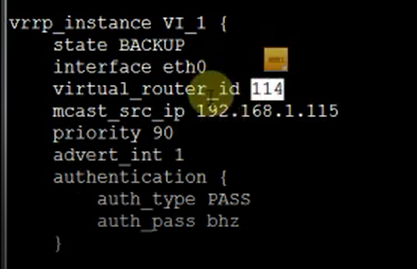 vrrp_instance VI_1 {
state BACKUP
interface eth0
virtual_router_id 114
mcast_src_ip 192.168.1.115
priority 90
advert_int 1
authentication {
auth_type PASS
auth_pass bhz
}